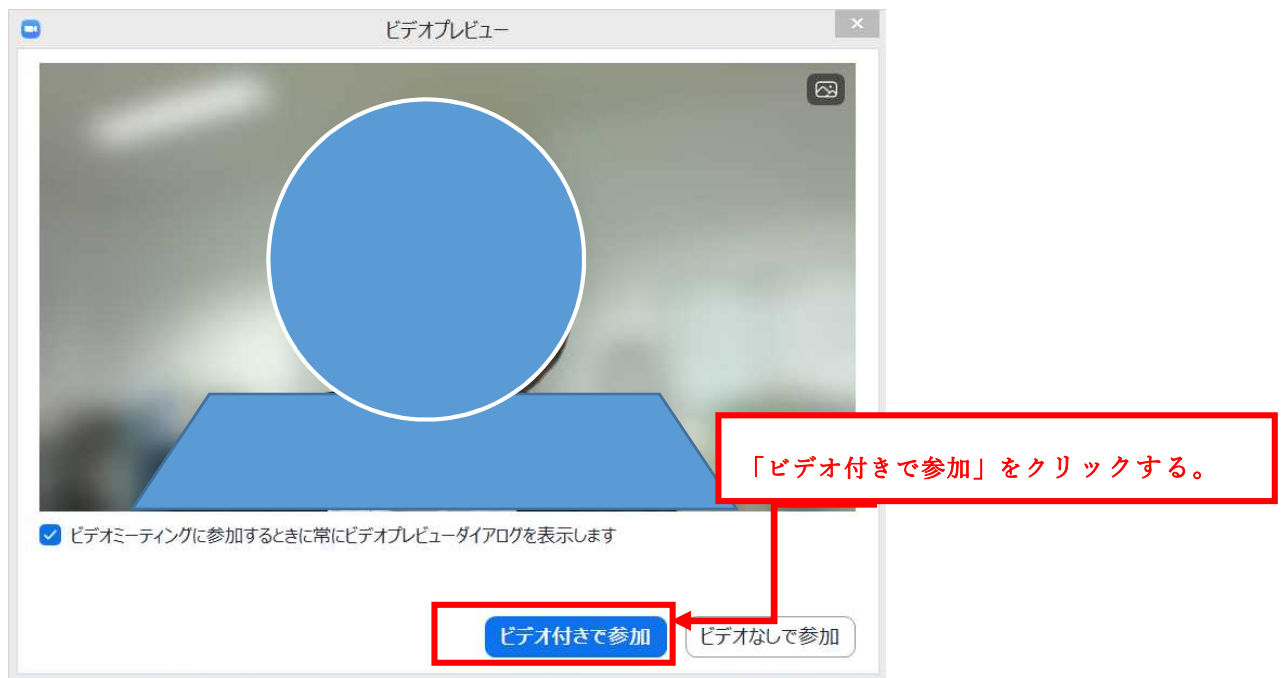 ビデオプレビュー
「ビデオ付きで参加」をクリックする。
ビデオミーティングに参加するときに常にビデオプレビューダイアログを表示します
ビデオ付きで参加
ビデオなしで参加